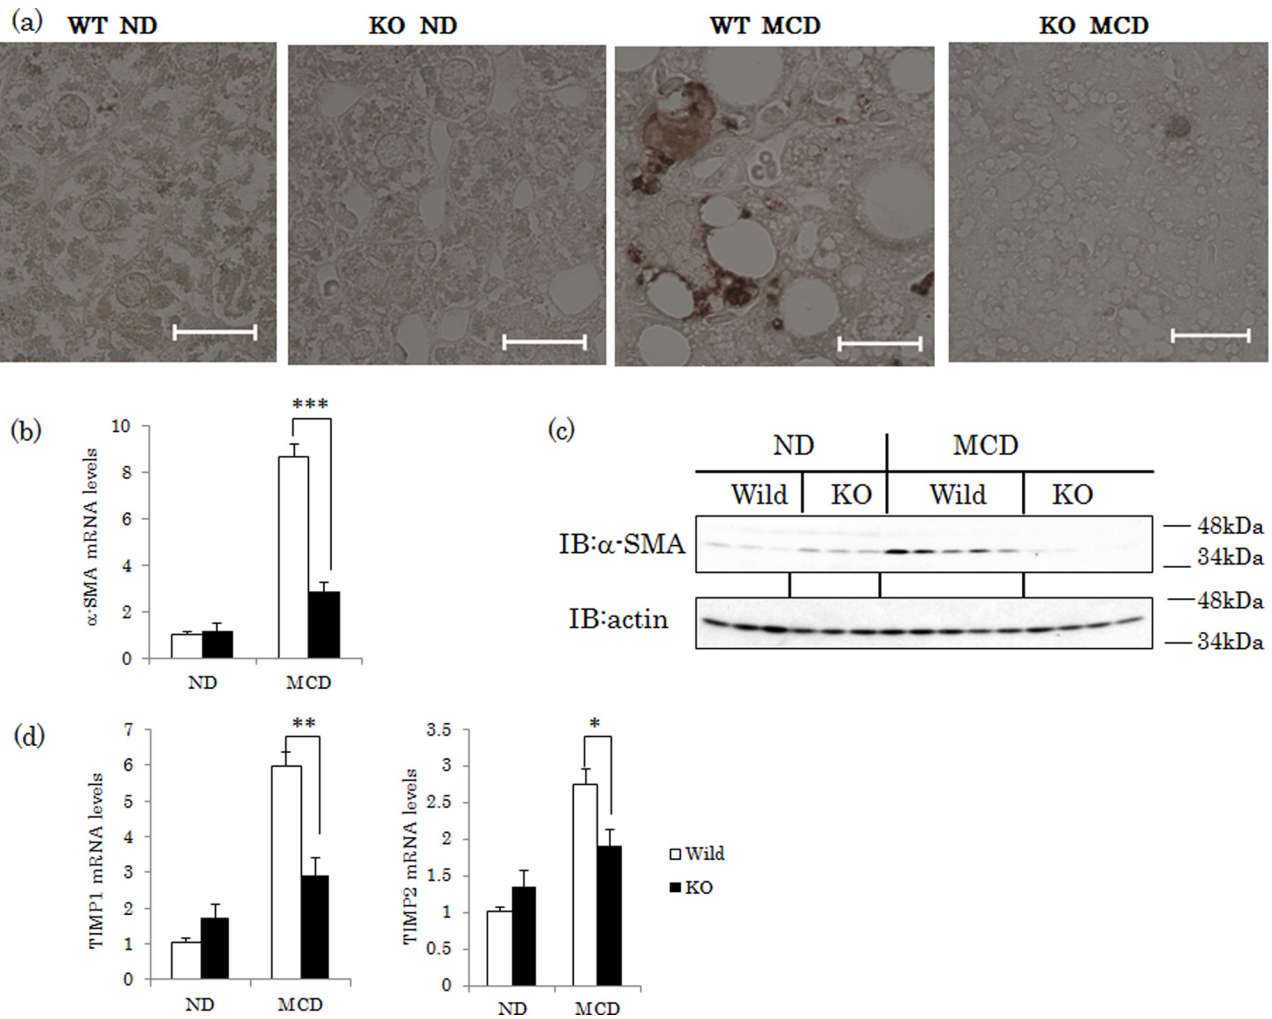 (a) WT ND KO ND WT MCD KO MCD
(b)
***
α-SMA mRNA levels
10
8
6
4
2
0
ND MCD
(c)
ND MCD
Wild KO Wild KO
IB:α-SMA
48kDa
34kDa
IB:actin
48kDa
34kDa
(d)
**
TIMP1 mRNA levels
7
6
5
4
3
2
1
0
ND MCD
*
TIMP2 mRNA levels
3.5
3
2.5
2
1.5
1
0.5
0
ND MCD
Wild
KO